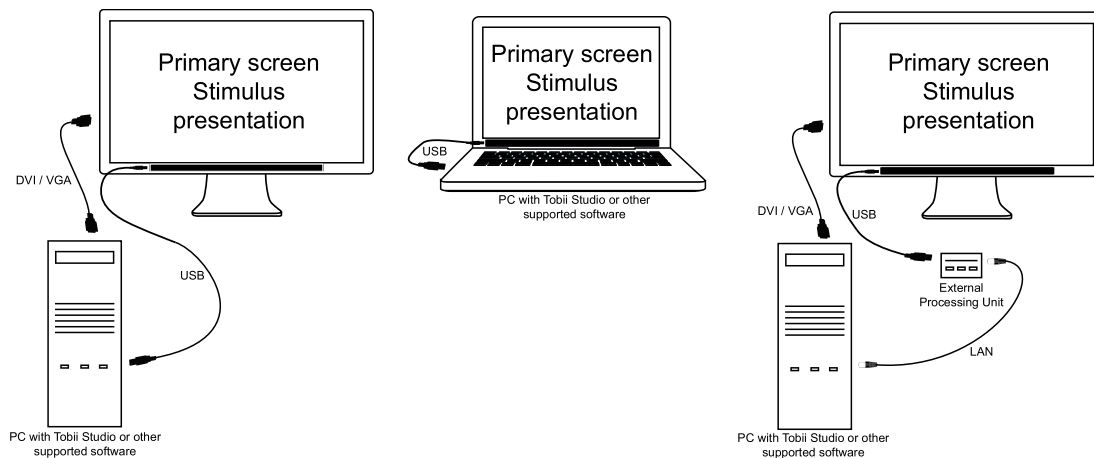 Primary screen
Stimulus
presentation
DVI / VGA
USB
PC with Tobii Studio or other
supported software
Primary screen
Stimulus
presentation
USB
PC with Tobii Studio or other
supported software
Primary screen
Stimulus
presentation
DVI / VGA
USB
External
Processing Unit
LAN
PC with Tobii Studio or other
supported software